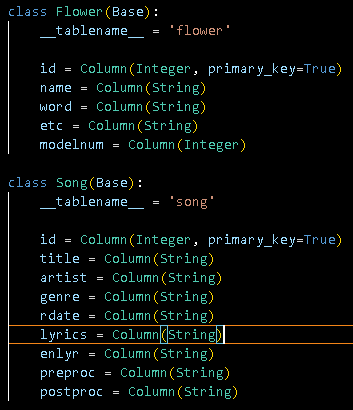 class Flower(Base):
    __tablename__ = 'flower'
    id = Column(Integer, primary_key=True)
    name = Column(String)
    word = Column(String)
    etc = Column(String)
    modelnum = Column(Integer)
class Song(Base):
    __tablename__ = 'song'
    id = Column(Integer, primary_key=True)
    title = Column(String)
    artist = Column(String)
    genre = Column(String)
    rdate = Column(String)
    lyrics = Column(String)
    enlyr = Column(String)
    preproc = Column(String)
    postproc = Column(String)